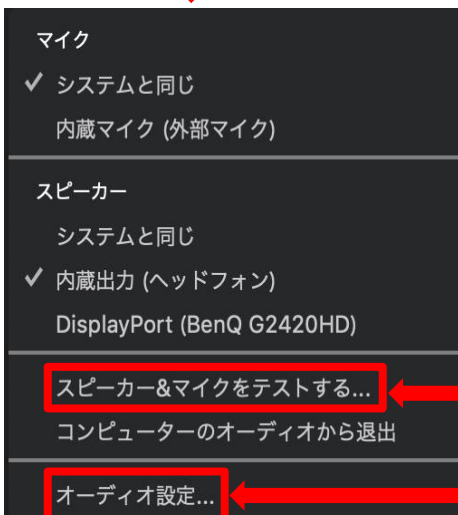 マイク
システムと同じ
内蔵マイク (外部マイク)
スピーカー
システムと同じ
内蔵出力 (ヘッドフォン)
DisplayPort (BenQ G2420HD)
スピーカー&マイクをテストする...
コンピューターのオーディオから退出
オーディオ設定...